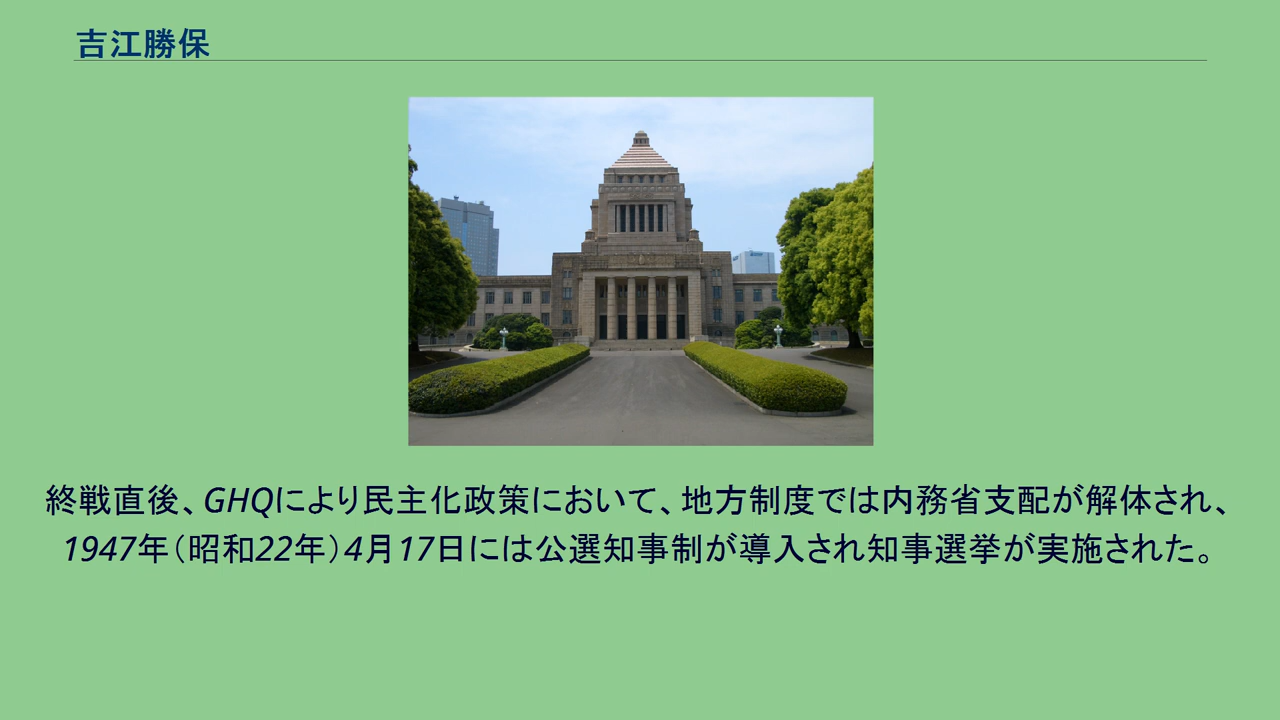 吉江勝保
終戦直後、GHQにより民主化政策において、地方制度では内務省支配が解体され、
1947年（昭和22年）4月17日には公選知事制が導入され知事選挙が実施された。